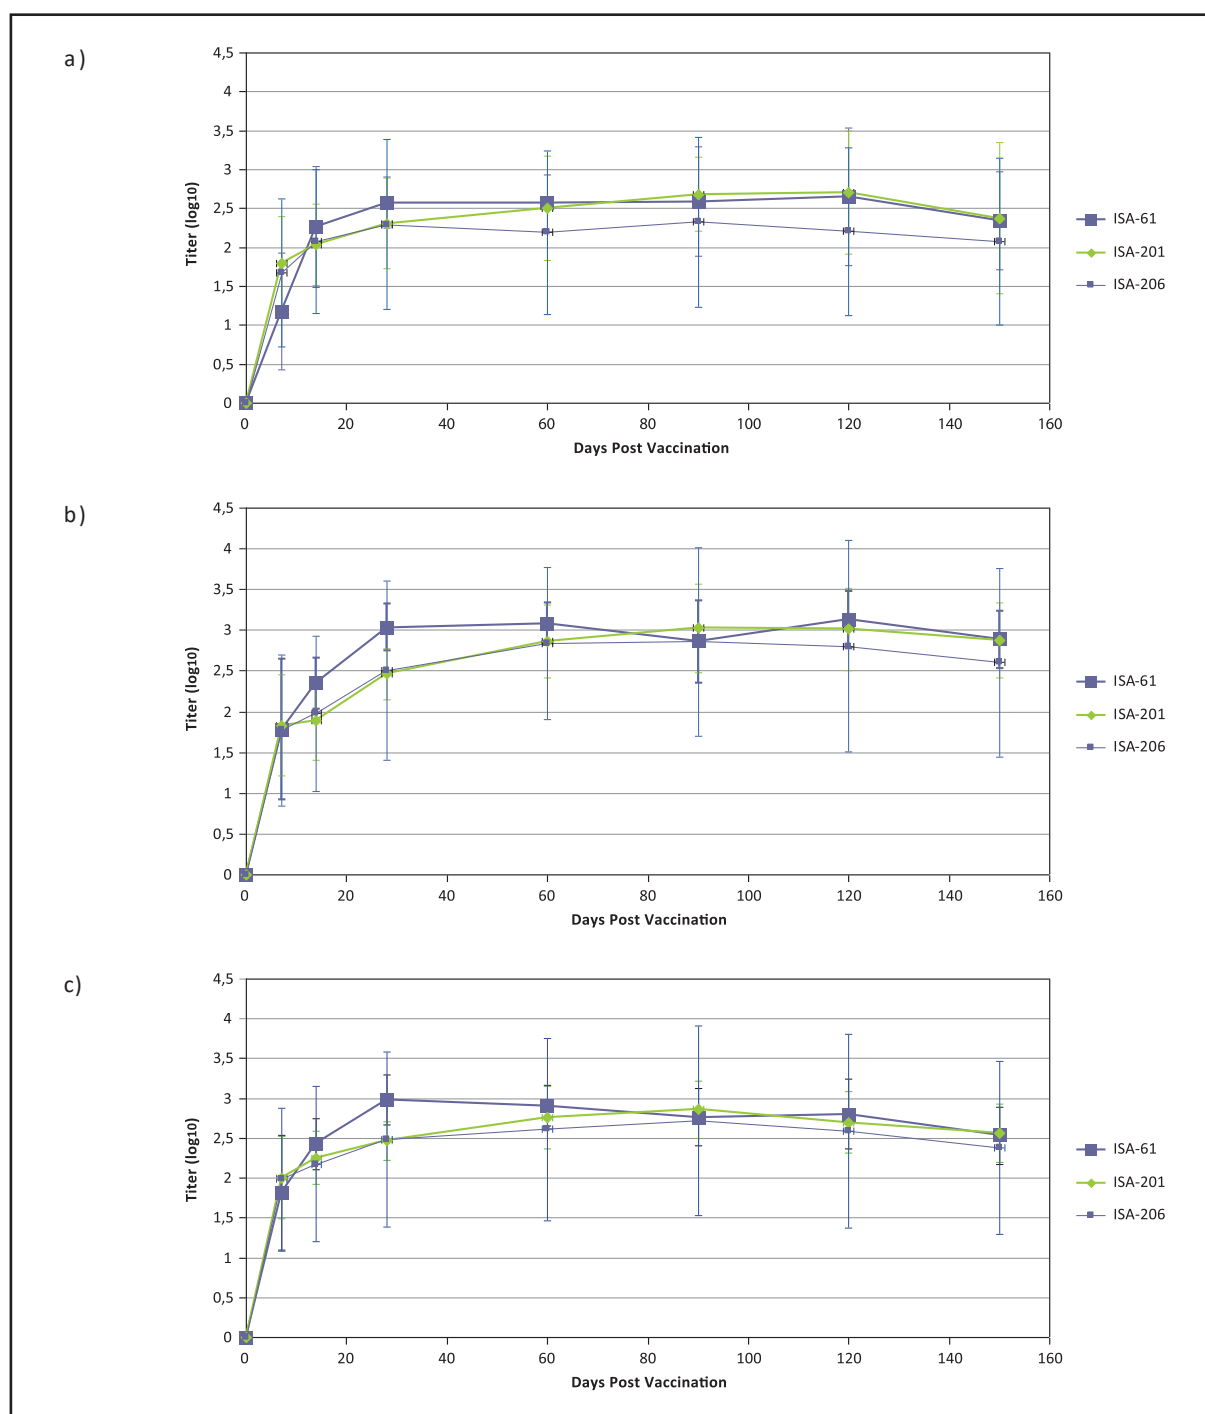 a)
4,5
4
3,5
3
2,5
2
1,5
1
0,5
0
Titer (log10)
0 20 40 60 80 100 120 140 160
Days Post Vaccination
ISA-61
ISA-201
ISA-206
b)
4,5
4
3,5
3
2,5
2
1,5
1
0,5
0
Titer (log10)
0 20 40 60 80 100 120 140 160
Days Post Vaccination
ISA-61
ISA-201
ISA-206
c)
4,5
4
3,5
3
2,5
2
1,5
1
0,5
0
Titer (log10)
0 20 40 60 80 100 120 140 160
Days Post Vaccination
ISA-61
ISA-201
ISA-206